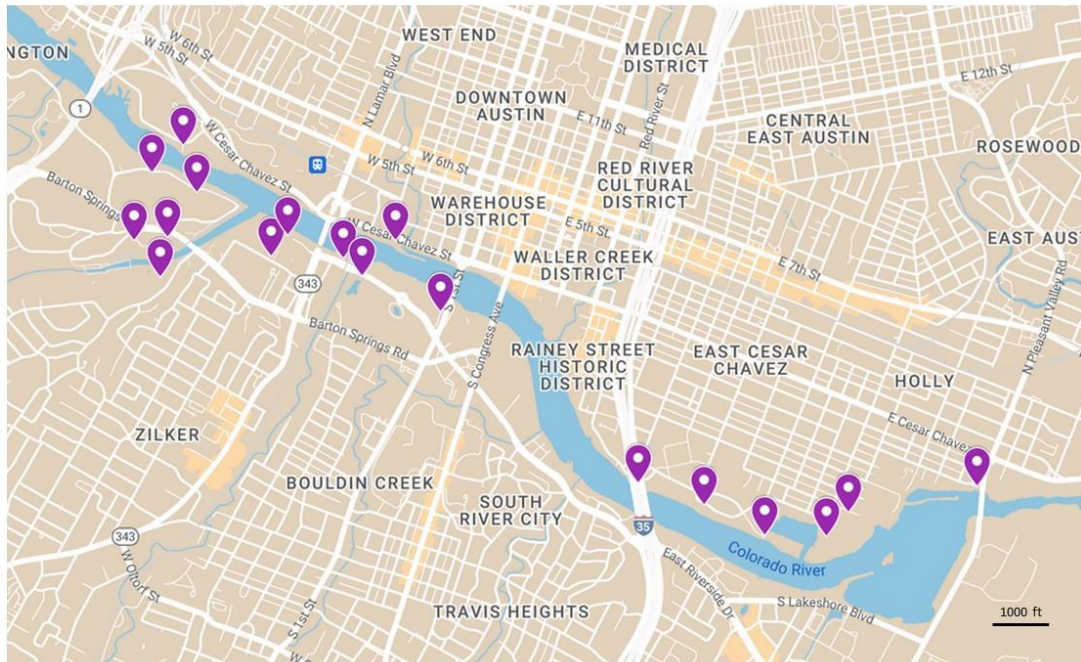 NGTON
W 6th St
W 5th St
WEST END
N Lamar Blvd
MEDICAL
DISTRICT
E 12th St
1
DOWNTOWN
AUSTIN
E 11th St
Red River St
CENTRAL
EAST AUSTIN
ROSEWOOD
W Cesar Chavez St
W 5th St
W 6th St
RED RIVER
CULTURAL
DISTRICT
Barton Springs
WAREHOUSE
DISTRICT
W Cesar Chavez St
E 5th St
WALLER CREEK
DISTRICT
E 7th St
EAST AUST
343
S 1st St
S Congress Ave
N Pleasant Valley Rd
Barton Springs Rd
RAINEY STREET
HISTORIC
DISTRICT
EAST CESAR
CHAVEZ
HOLLY
E Cesar Chavez
ZILKER
BOULDIN CREEK
SOUTH
RIVER CITY
35
343
W Oltorf St
Colorado River
East Riverside Dr
S Lakeshore Blvd
S 1st St
TRAVIS HEIGHTS
1000 ft